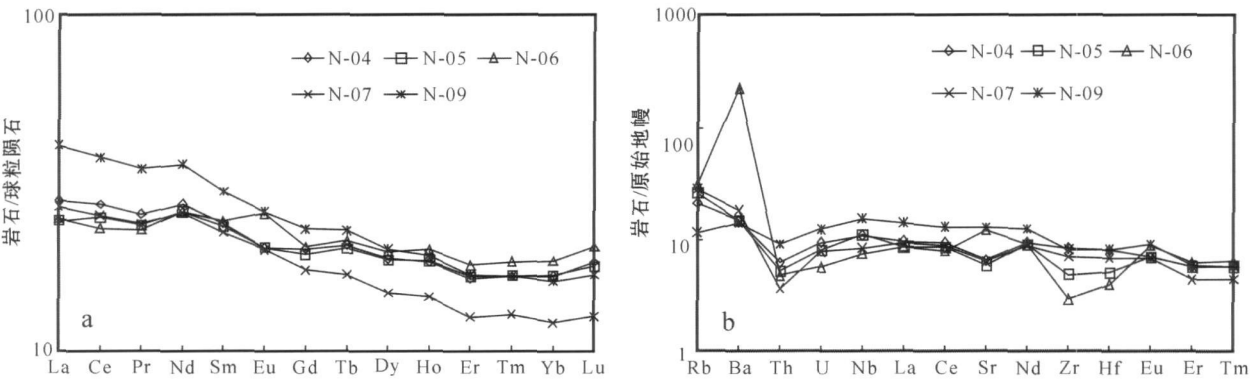 100
岩石/球粒陨石
N-04 N-05 N-06
N-07 N-09
a
10
La Ce Pr Nd Sm Eu Gd Tb Dy Ho Er Tm Yb Lu
1000
岩石/原始地幔
100
10
1
N-04 N-05 N-06
N-07 N-09
b
Rb Ba Th U Nb La Ce Sr Nd Zr Hf Eu Er Tm